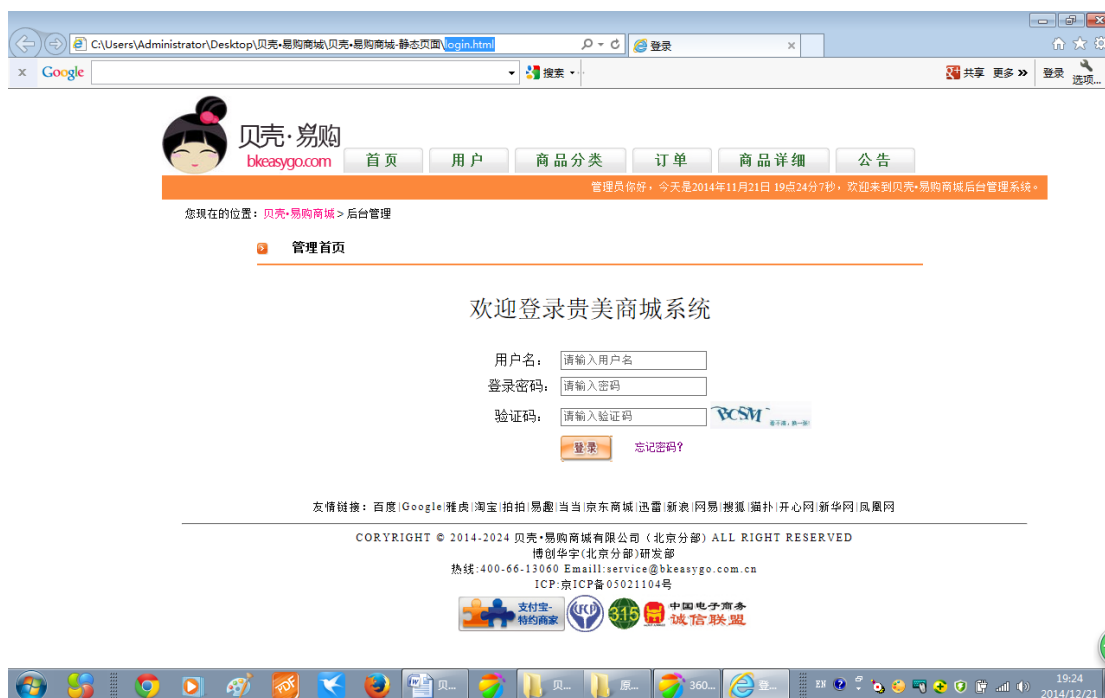 C:\Users\Administrator\Desktop\贝壳•易购商城\贝壳•易购商城-静态页面\login.html
登录
x Google 搜索 共享 更多 » 登录 选项...
贝壳·易购
bkeasygo.com
首页 用户 商品分类 订单 商品详细 公告
管理员你好,今天是2014年11月21日 19点24分7秒,欢迎来到贝壳•易购商城后台管理系统。
您现在的位置:贝壳•易购商城 > 后台管理
管理首页
欢迎登录贵美商城系统
用户名: 请输入用户名
登录密码: 请输入密码
验证码: 请输入验证码 BCSM
登录 忘记密码?
友情链接:百度|Google|雅虎|淘宝|拍拍|易趣|当当|京东商城|迅雷|新浪|网易|搜狐|猫扑|开心网|新华网|凤凰网
CORYRIGHT © 2014-2024 贝壳•易购商城有限公司(北京分部) ALL RIGHT RESERVED
博创华宇(北京分部)研发部
热线:400-66-13060 Emaill:service@bkeasygo.com.cn
ICP:京ICP备05021104号
支付宝-特约商家 315 中国电子商务
诚信联盟
PDF 贝... 贝... 原... 360... 登... EN 19:24
2014/12/21